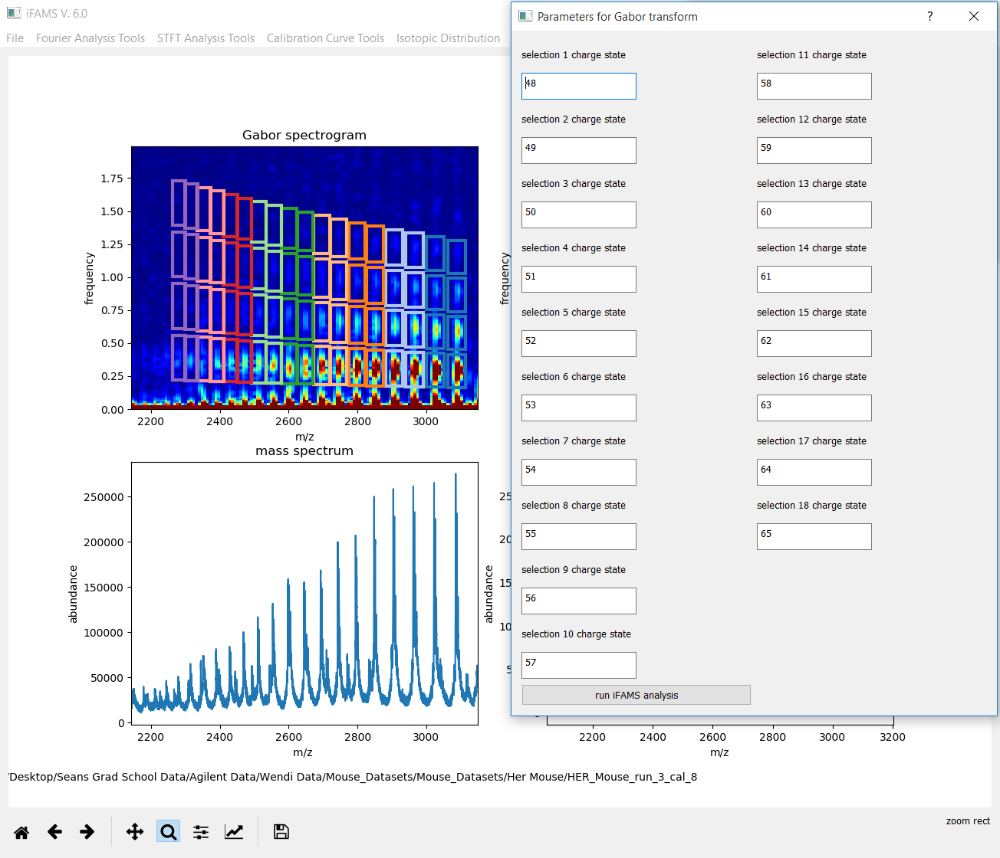 iFAMS V. 6.0
File Fourier Analysis Tools STFT Analysis Tools Calibration Curve Tools Isotopic Distribution
Gabor spectrogram
frequency
1.75
1.50
1.25
1.00
0.75
0.50
0.25
0.00
2200 2400 2600 2800 3000
m/z
frequency
mass spectrum
abundance
250000
200000
150000
100000
50000
0
2200 2400 2600 2800 3000
m/z
abundance
25
20
15
10
5
2200 2400 2600 2800 3000 3200
m/z
Parameters for Gabor transform
?
selection 1 charge state
48
selection 2 charge state
49
selection 3 charge state
50
selection 4 charge state
51
selection 5 charge state
52
selection 6 charge state
53
selection 7 charge state
54
selection 8 charge state
55
selection 9 charge state
56
selection 10 charge state
57
selection 11 charge state
58
selection 12 charge state
59
selection 13 charge state
60
selection 14 charge state
61
selection 15 charge state
62
selection 16 charge state
63
selection 17 charge state
64
selection 18 charge state
65
run iFAMS analysis
/Desktop/Seans Grad School Data/Agilent Data/Wendi Data/Mouse_Datasets/Mouse_Datasets/Her Mouse/HER_Mouse_run_3_cal_8
zoom rect